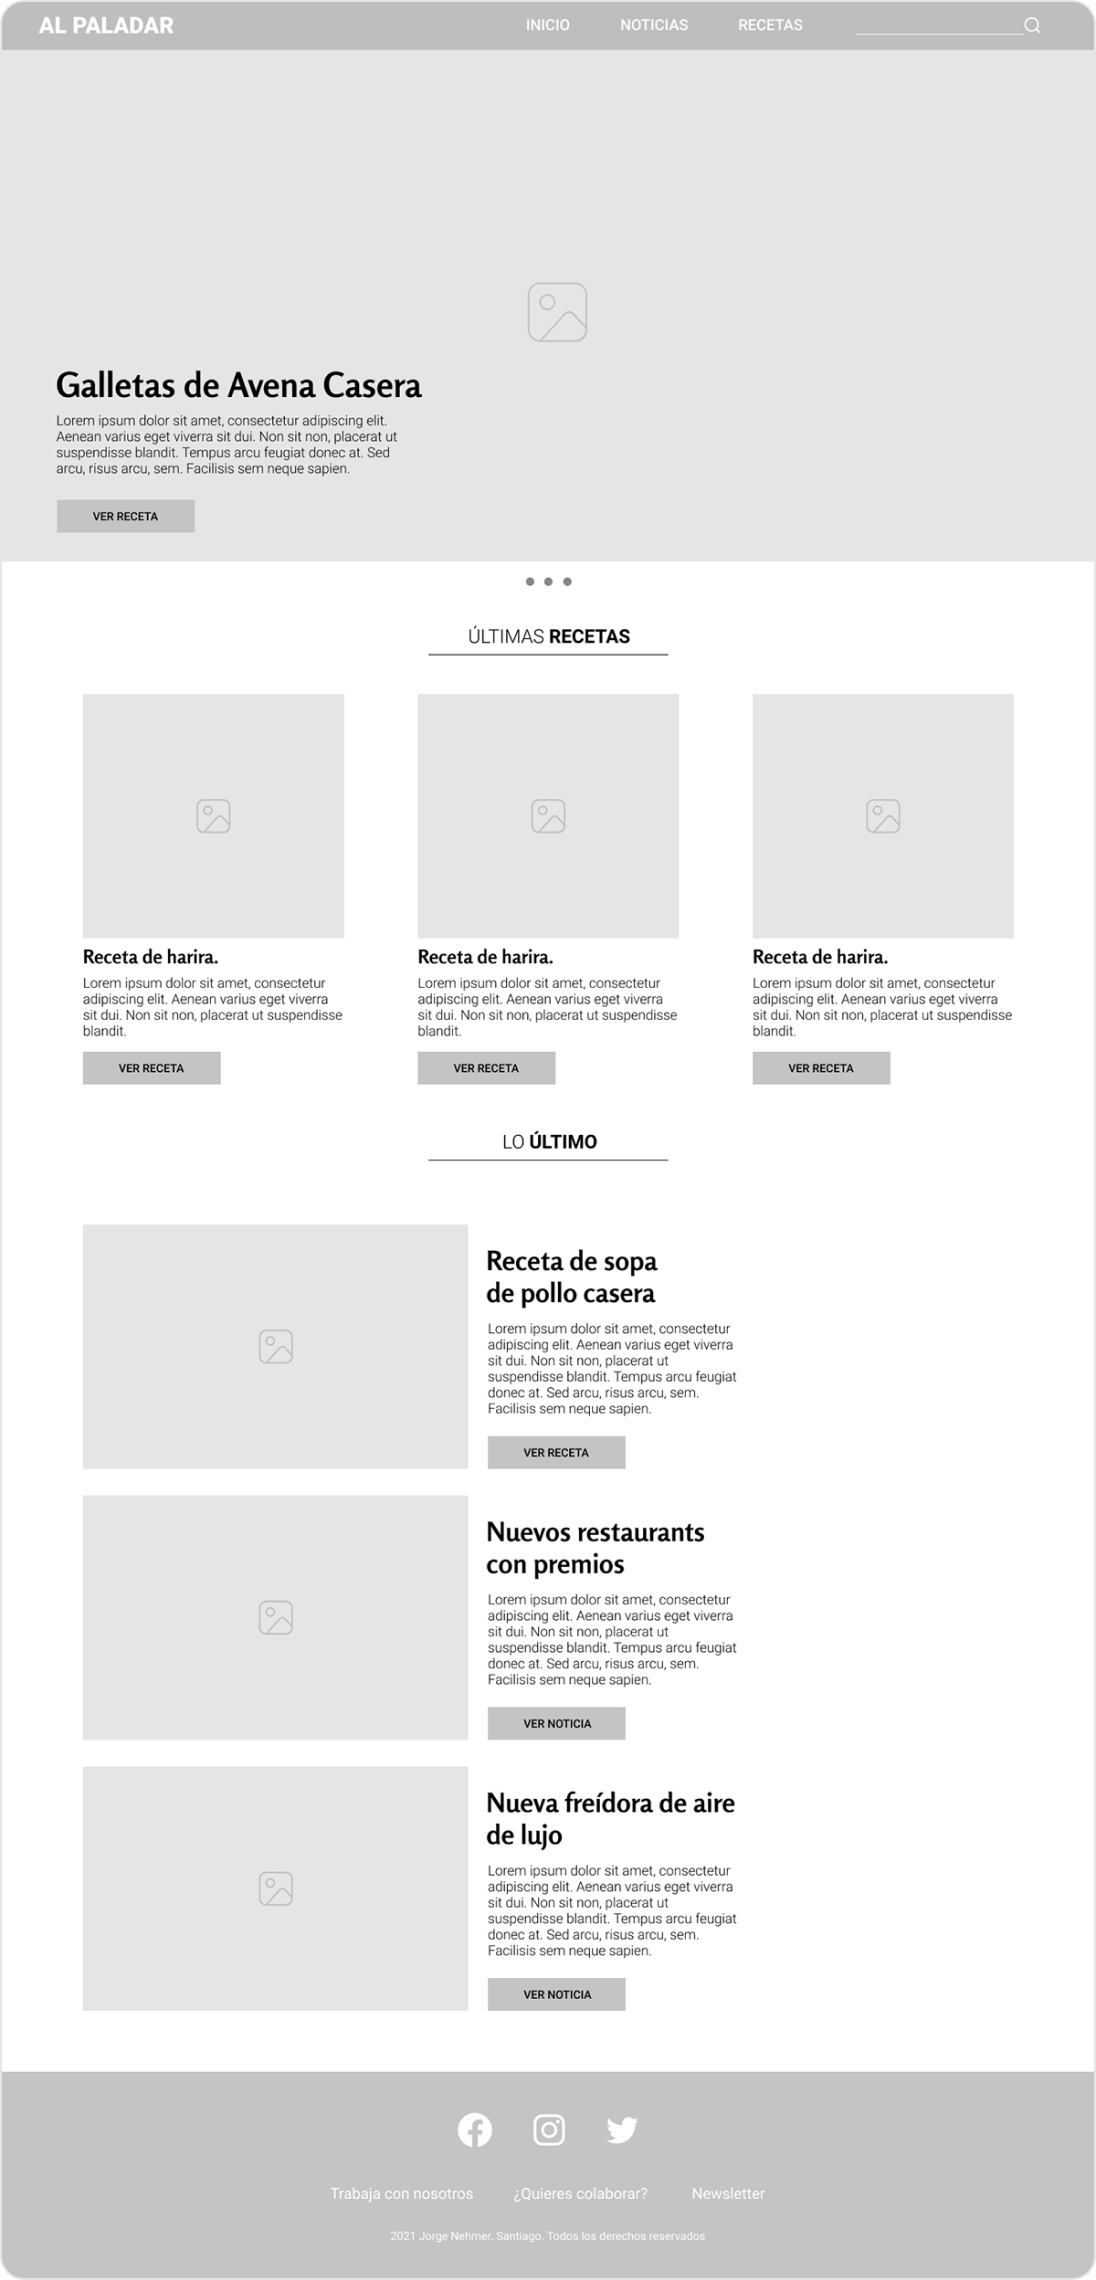 AL PALADAR
INICIO NOTICIAS RECETAS
Galletas de Avena Casera
Lorem ipsum dolor sit amet, consectetur adipiscing elit.
Aenean varius eget viverra sit dui. Non sit non, placerat ut
suspendisse blandit. Tempus arcu feugiat donec at. Sed
arcu, risus arcu, sem. Facilisis sem neque sapien.
VER RECETA
ÚLTIMAS RECETAS
Receta de harira.
Lorem ipsum dolor sit amet, consectetur
adipiscing elit. Aenean varius eget viverra
sit dui. Non sit non, placerat ut suspendisse
blandit.
VER RECETA
Receta de harira.
Lorem ipsum dolor sit amet, consectetur
adipiscing elit. Aenean varius eget viverra
sit dui. Non sit non, placerat ut suspendisse
blandit.
VER RECETA
Receta de harira.
Lorem ipsum dolor sit amet, consectetur
adipiscing elit. Aenean varius eget viverra
sit dui. Non sit non, placerat ut suspendisse
blandit.
VER RECETA
LO ÚLTIMO
Receta de sopa
de pollo casera
Lorem ipsum dolor sit amet, consectetur
adipiscing elit. Aenean varius eget viverra
sit dui. Non sit non, placerat ut
suspendisse blandit. Tempus arcu feugiat
donec at. Sed arcu, risus arcu, sem.
Facilisis sem neque sapien.
VER RECETA
Nuevos restaurants
con premios
Lorem ipsum dolor sit amet, consectetur
adipiscing elit. Aenean varius eget viverra
sit dui. Non sit non, placerat ut
suspendisse blandit. Tempus arcu feugiat
donec at. Sed arcu, risus arcu, sem.
Facilisis sem neque sapien.
VER NOTICIA
Nueva freídora de aire
de lujo
Lorem ipsum dolor sit amet, consectetur
adipiscing elit. Aenean varius eget viverra
sit dui. Non sit non, placerat ut
suspendisse blandit. Tempus arcu feugiat
donec at. Sed arcu, risus arcu, sem.
Facilisis sem neque sapien.
VER NOTICIA
Trabaja con nosotros ¿Quieres colaborar? Newsletter
2021 Jorge Nehmer. Santiago. Todos los derechos reservados